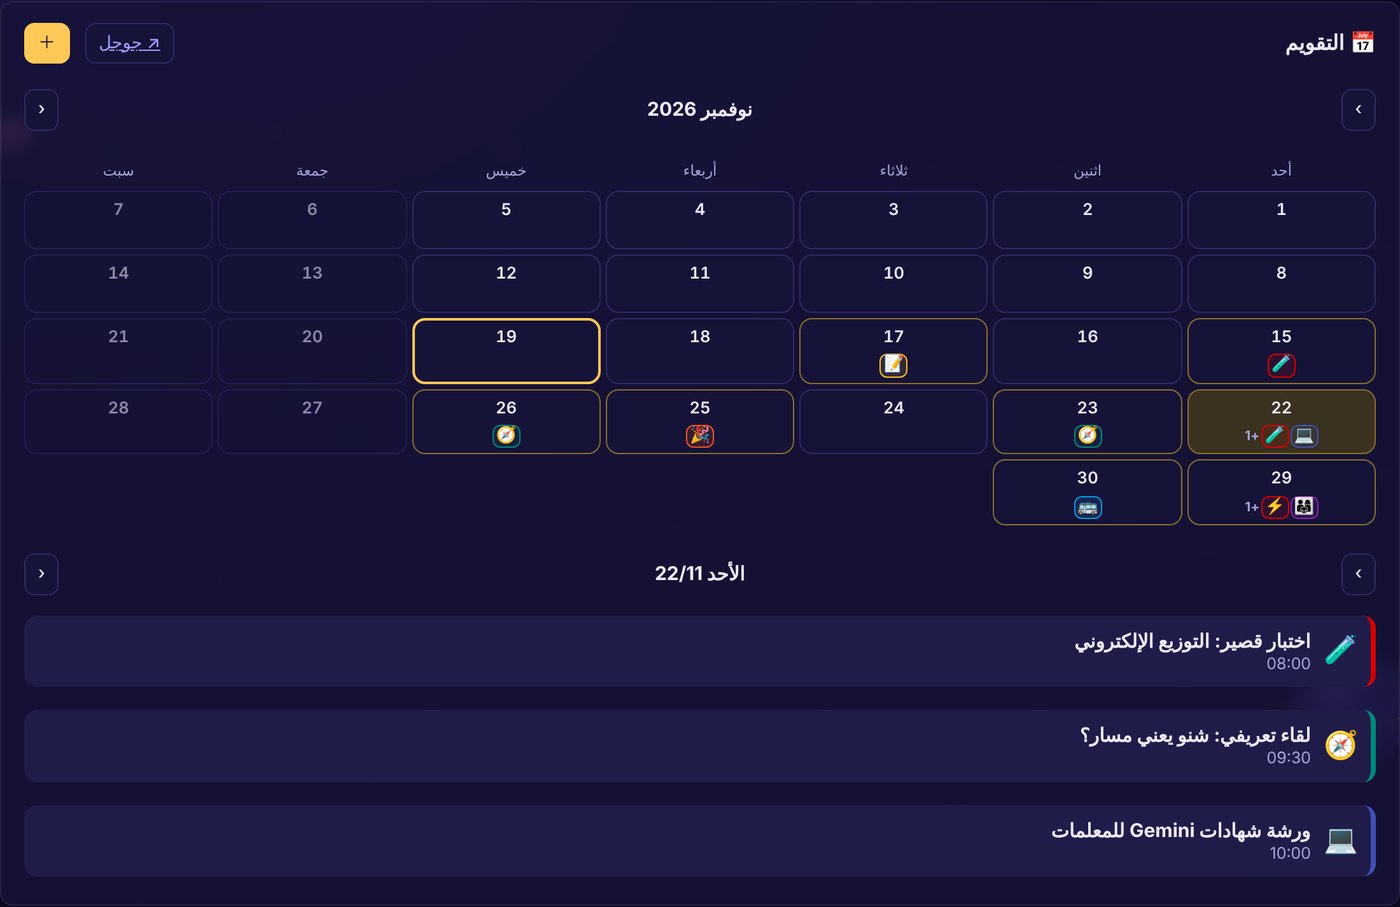 📅 التقويم
↗ جوجل
+
نوفمبر 2026
أحد اثنين ثلاثاء أربعاء خميس جمعة سبت
1 2 3 4 5 6 7
8 9 10 11 12 13 14
15 16 17 18 19 20 21
22 23 24 25 26 27 28
1+
29 30
1+
الأحد 22/11
اختبار قصير: التوزيع الإلكتروني
08:00
لقاء تعريفي: شنو يعني مسار؟
09:30
ورشة شهادات Gemini للمعلمات
10:00